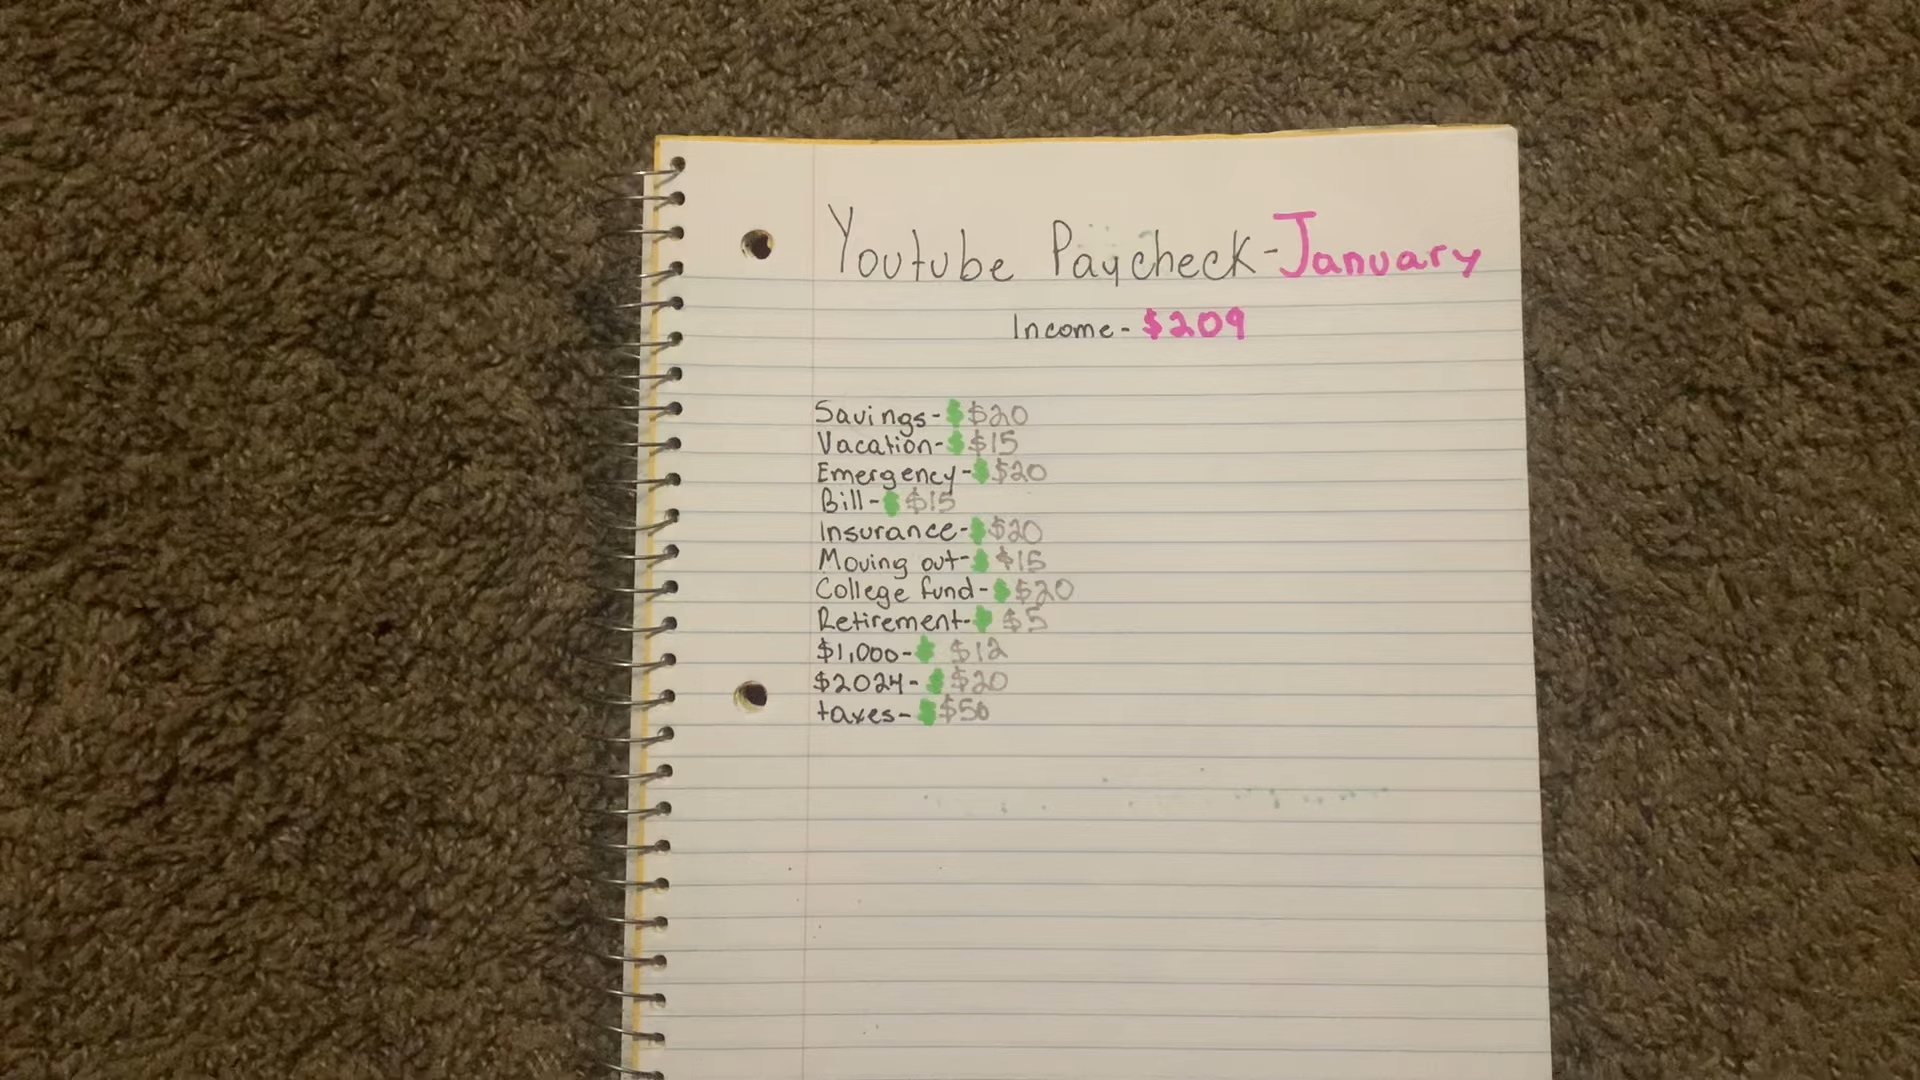 Youtube Paycheck-January
Income- $209
Savings-$ $20
Vacation-$ $15
Emergency-$ $20
Bill-$ $15
Insurance-$ $20
Moving out-$ $15
College fund-$ $20
Retirement-$ $5
$1,000-$ $12
$2024-$ $20
taxes-$ $50